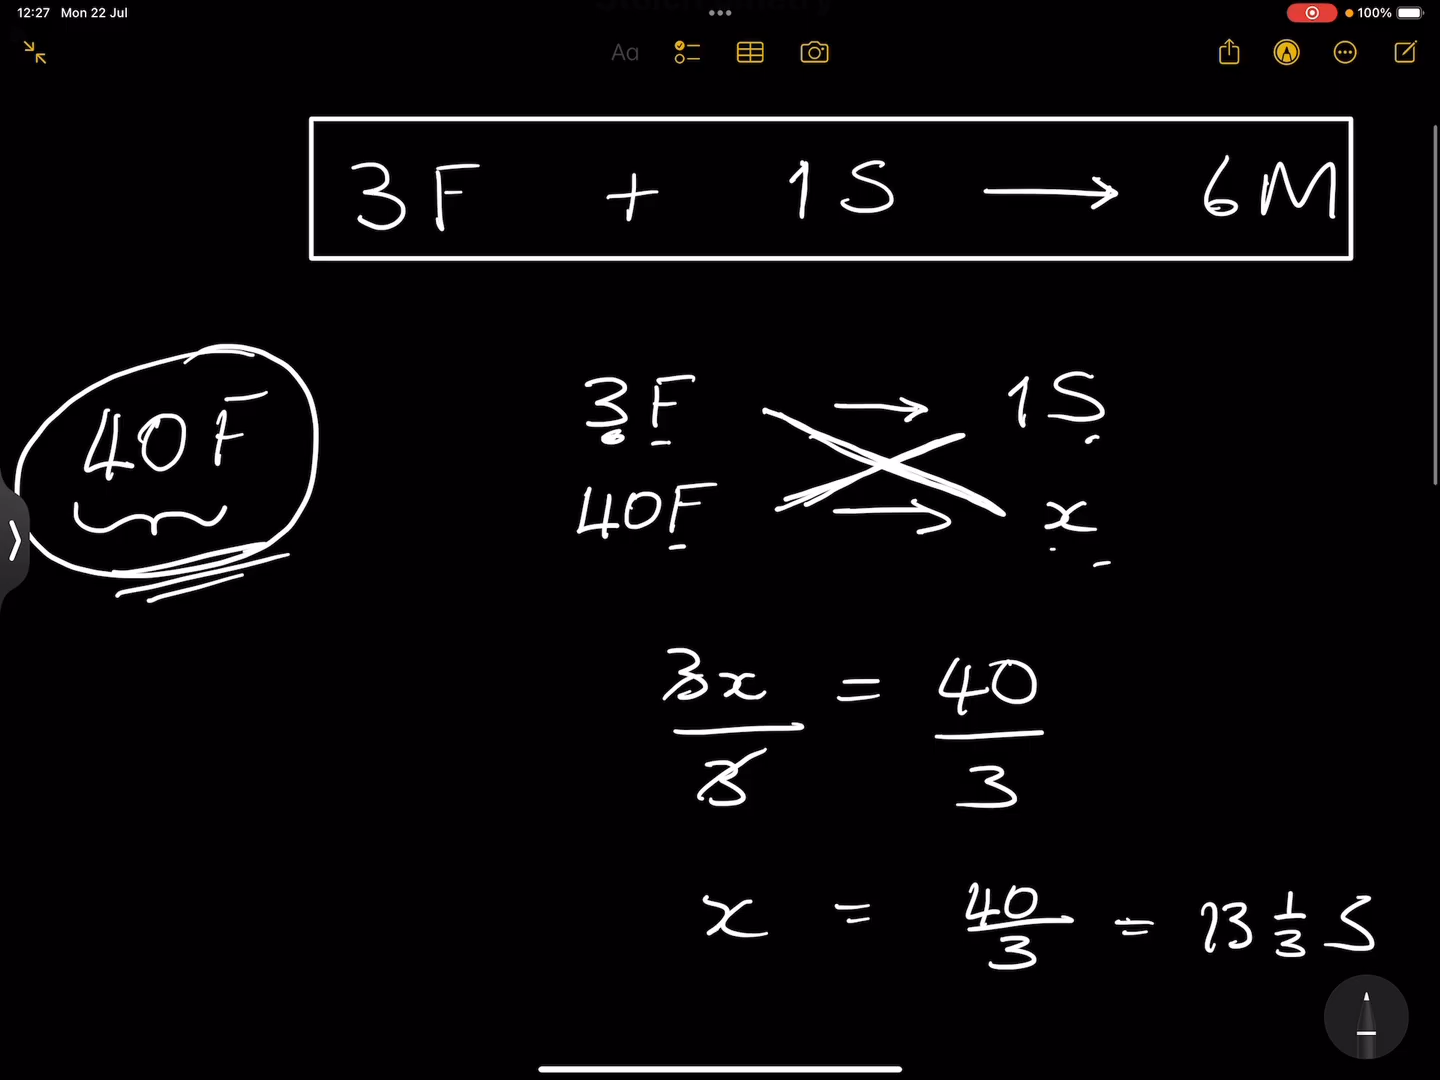 12:27 Mon 22 Jul
100%
Aa
3F + 1S → 6M
40F
3F → 1S
40F → x
3x = 40
3 3
x = 40/3 = 13 1/3 S